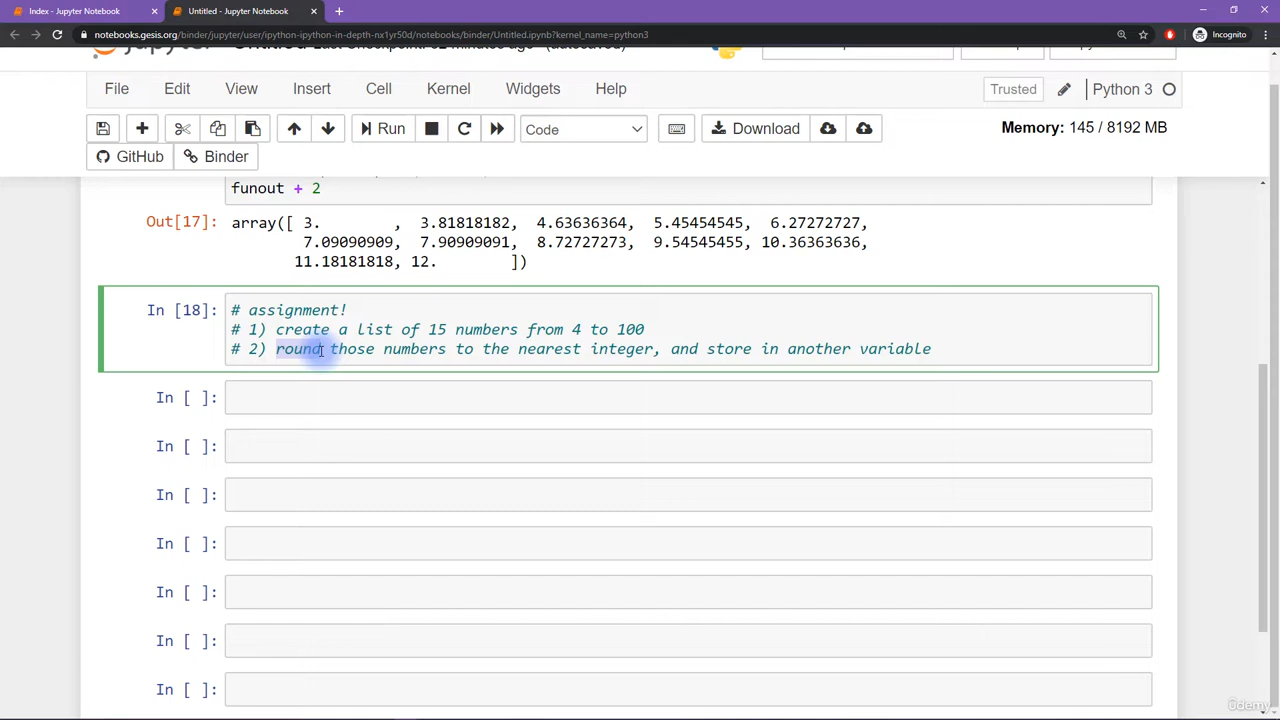 Index - Jupyter Notebook
Untitled - Jupyter Notebook
notebooks.gesis.org/binder/jupyter/user/ipython-ipython-in-depth-nx1yr50d/notebooks/binder/Untitled.ipynb?kernel_name=python3
Incognito
File Edit View Insert Cell Kernel Widgets Help Trusted Python 3
Run Code Download Memory: 145 / 8192 MB
GitHub Binder
funout + 2
Out[17]: array([ 3. , 3.81818182, 4.63636364, 5.45454545, 6.27272727,
7.09090909, 7.90909091, 8.72727273, 9.54545455, 10.36363636,
11.18181818, 12. ])
In [18]: # assignment!
# 1) create a list of 15 numbers from 4 to 100
# 2) round those numbers to the nearest integer, and store in another variable
In [ ]:
In [ ]:
In [ ]:
In [ ]:
In [ ]:
In [ ]:
In [ ]:
ûdemy